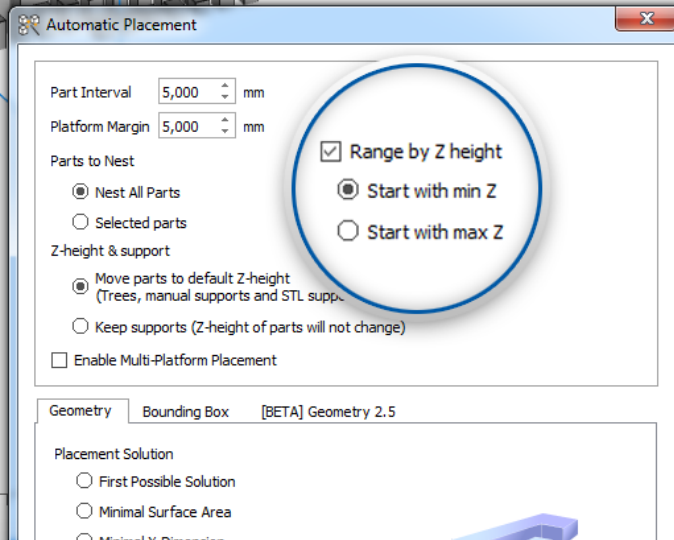 Automatic Placement
Part Interval 5,000 mm
Platform Margin 5,000 mm
Parts to Nest
Nest All Parts
Selected parts
Range by Z height
Start with min Z
Start with max Z
Z-height & support
Move parts to default Z-height
(Trees, manual supports and STL
Keep supports (Z-height of parts will not change)
Enable Multi-Platform Placement
Geometry Bounding Box [BETA] Geometry 2.5
Placement Solution
First Possible Solution
Minimal Surface Area